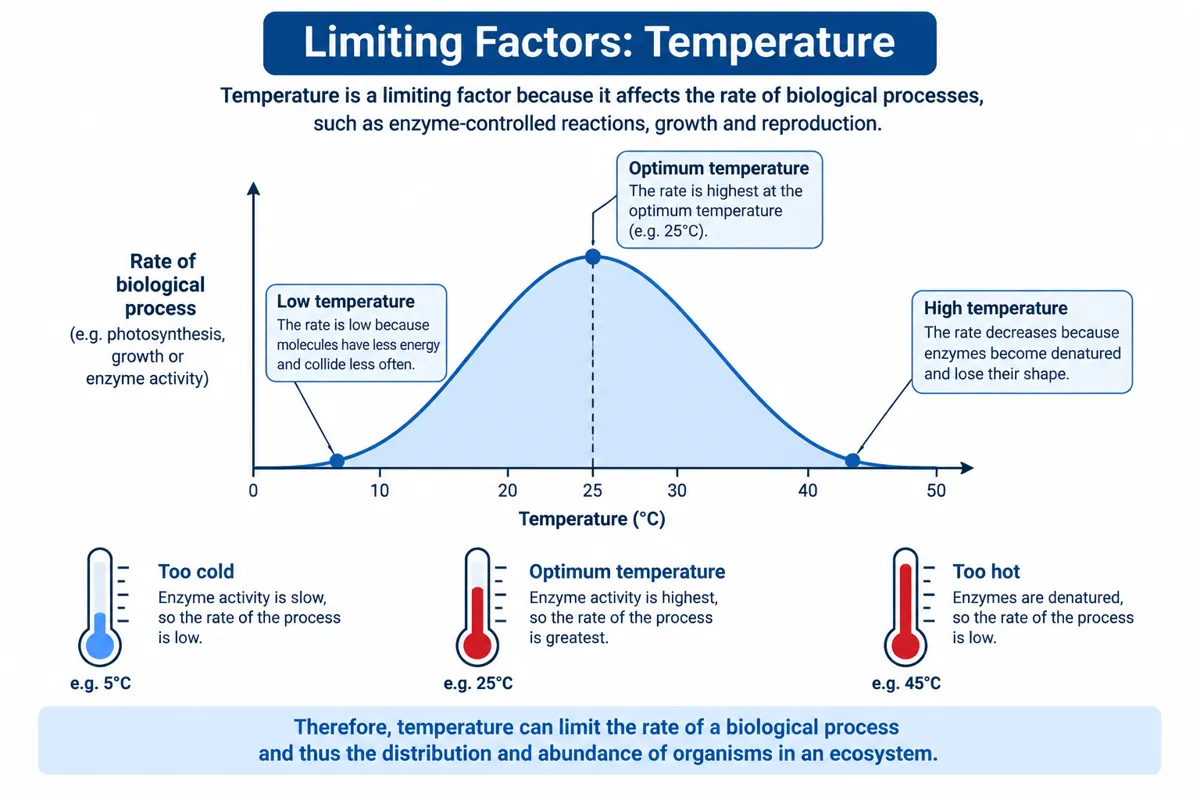 Limiting Factors: Temperature
Temperature is a limiting factor because it affects the rate of biological processes,
such as enzyme-controlled reactions, growth and reproduction.
Optimum temperature
The rate is highest at the
optimum temperature
(e.g. 25°C).
Rate of
biological
process
(e.g. photosynthesis,
growth or
enzyme activity)
Low temperature
The rate is low because
molecules have less energy
and collide less often.
High temperature
The rate decreases because
enzymes become denatured
and lose their shape.
0 10 20 25 30 40 50
Temperature (°C)
Too cold
Enzyme activity is slow,
so the rate of the process
is low.
e.g. 5°C
Optimum temperature
Enzyme activity is highest,
so the rate of the process
is greatest.
e.g. 25°C
Too hot
Enzymes are denatured,
so the rate of the process
is low.
e.g. 45°C
Therefore, temperature can limit the rate of a biological process
and thus the distribution and abundance of organisms in an ecosystem.